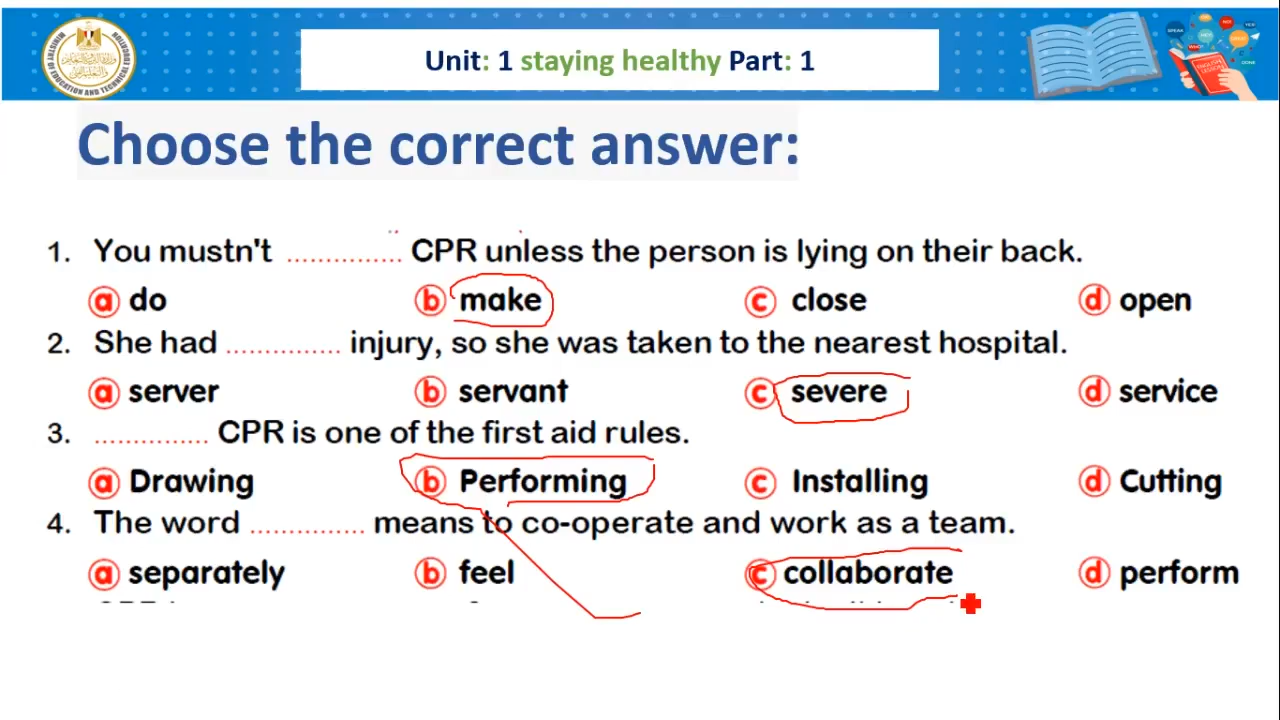 Unit: 1 staying healthy Part: 1
Choose the correct answer:
1. You mustn't ............... CPR unless the person is lying on their back.
a do b make c close d open
2. She had ............... injury, so she was taken to the nearest hospital.
a server b servant c severe d service
3. ............... CPR is one of the first aid rules.
a Drawing b Performing c Installing d Cutting
4. The word ............... means to co-operate and work as a team.
a separately b feel c collaborate d perform